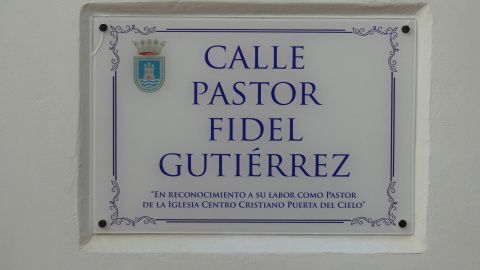 CALLE
PASTOR
FIDEL
GUTIÉRREZ
"EN RECONOCIMIENTO A SU LABOR COMO PASTOR
DE LA IGLESIA CENTRO CRISTIANO PUERTA DEL CIELO"